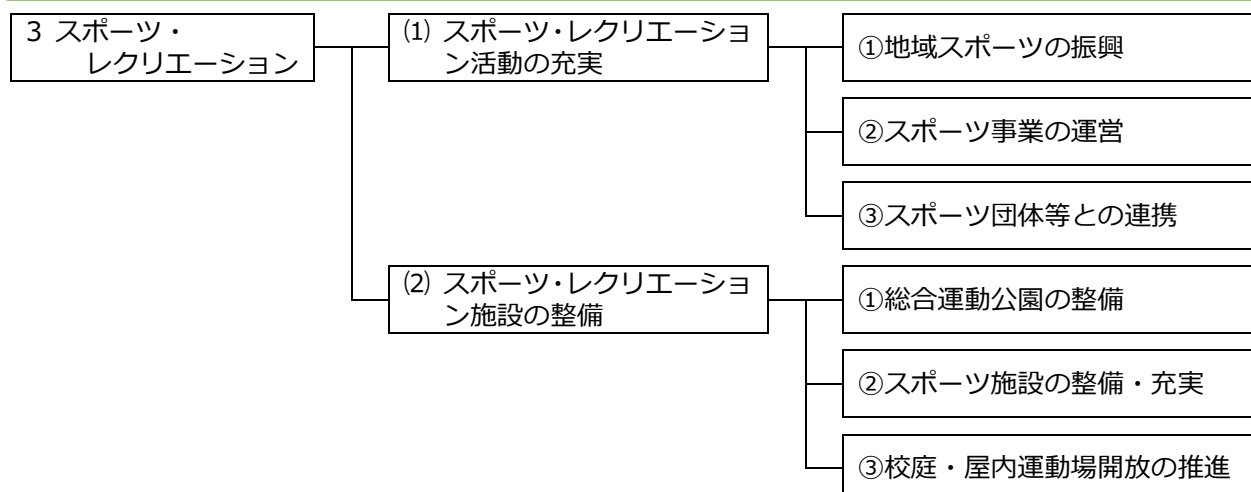 3 スポーツ・
レクリエーション
⑴ スポーツ・レクリエーショ
ン活動の充実
①地域スポーツの振興
②スポーツ事業の運営
③スポーツ団体等との連携
⑵ スポーツ・レクリエーショ
ン施設の整備
①総合運動公園の整備
②スポーツ施設の整備・充実
③校庭・屋内運動場開放の推進